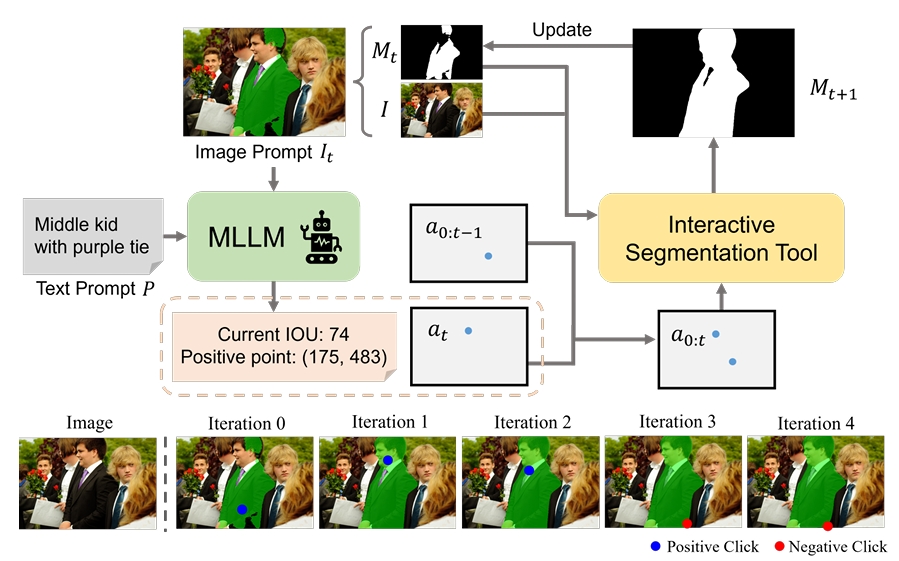 Update
M_t
I
M_{t+1}
Image Prompt I_t
Middle kid
with purple tie
Text Prompt P
MLLM
Interactive
Segmentation Tool
a_{0:t−1}
Current IOU: 74
Positive point: (175, 483)
a_t
a_{0:t}
Image
Iteration 0
Iteration 1
Iteration 2
Iteration 3
Iteration 4
Positive Click
Negative Click